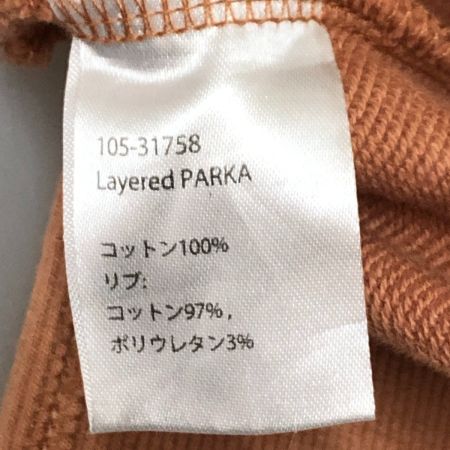 105-31758
Layered PARKA
コットン100%
リブ:
コットン97%,
ポリウレタン3%